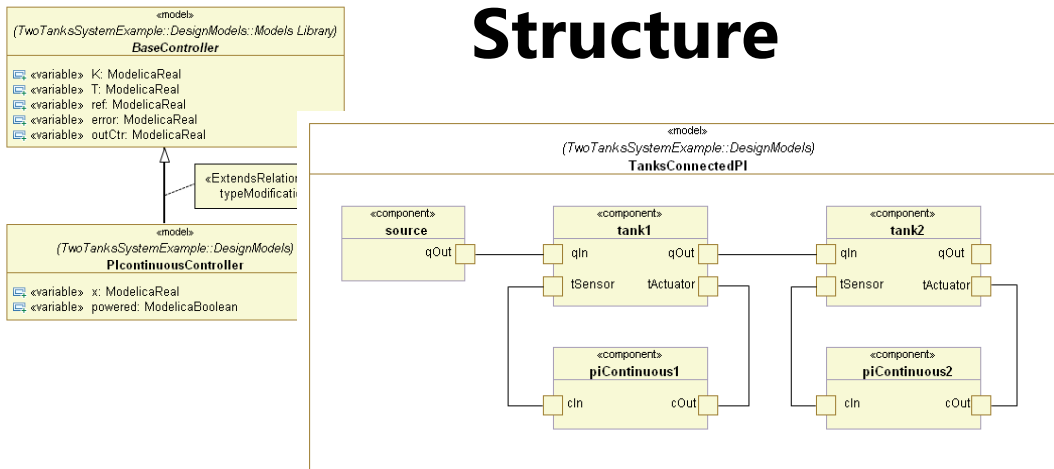 Structure
«model»
(TwoTanksSystemExample::DesignModels::Models Library)
BaseController
«variable» K: ModelicaReal
«variable» T: ModelicaReal
«variable» ref: ModelicaReal
«variable» error: ModelicaReal
«variable» outCtr: ModelicaReal
«ExtendsRelation
typeModificati
«model»
(TwoTanksSystemExample::DesignModels)
PIcontinuousController
«variable» x: ModelicaReal
«variable» powered: ModelicaBoolean
«model»
(TwoTanksSystemExample::DesignModels)
TanksConnectedPI
«component»
source
qOut
«component»
tank1
qIn qOut
tSensor tActuator
«component»
tank2
qIn qOut
tSensor tActuator
«component»
piContinuous1
cIn cOut
«component»
piContinuous2
cIn cOut